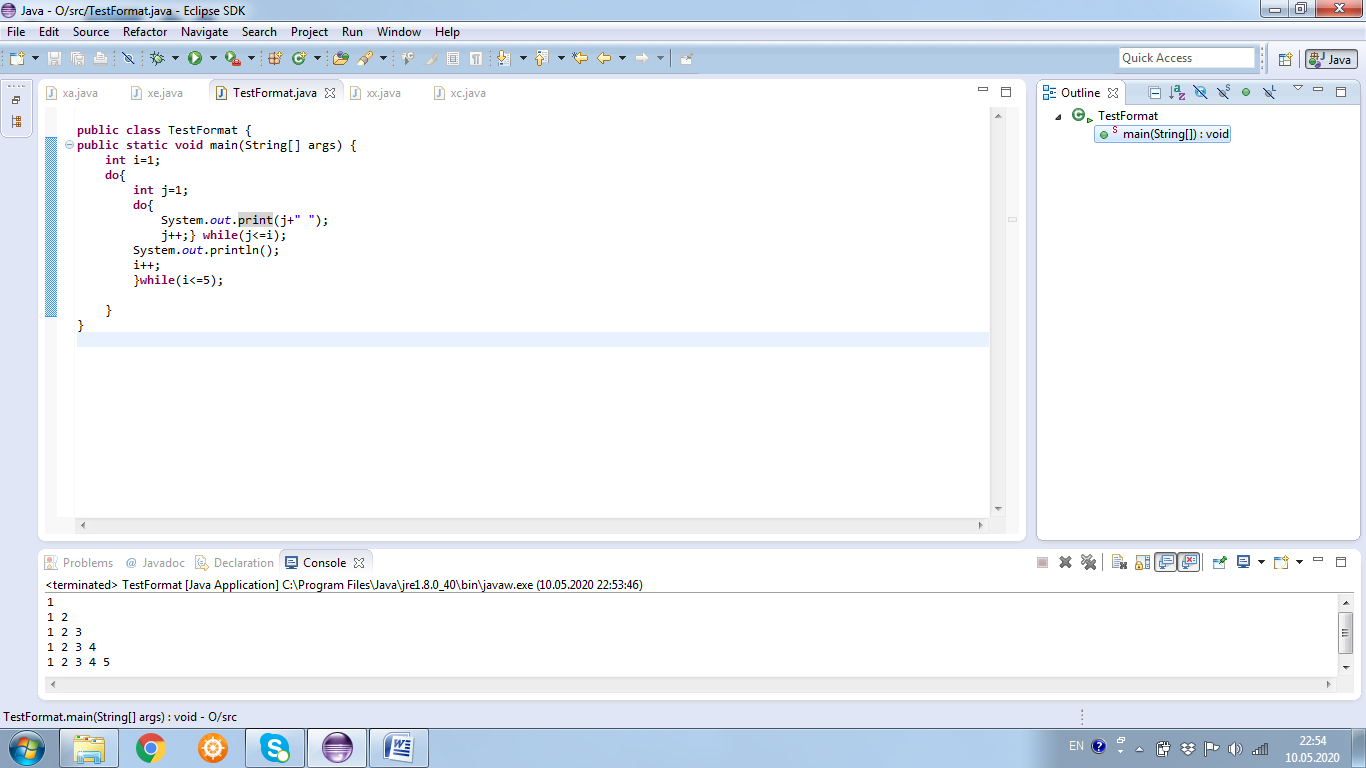 Java - O/src/TestFormat.java - Eclipse SDK
File Edit Source Refactor Navigate Search Project Run Window Help
Quick Access
Java
xa.java xe.java TestFormat.java xx.java xc.java
public class TestFormat {
public static void main(String[] args) {
int i=1;
do{
int j=1;
do{
System.out.print(j+" ");
j++;} while(j<=i);
System.out.println();
i++;
}while(i<=5);
}
}
Outline
TestFormat
main(String[]) : void
Problems @ Javadoc Declaration Console
<terminated> TestFormat [Java Application] C:\Program Files\Java\jre1.8.0_40\bin\javaw.exe (10.05.2020 22:53:46)
1
1 2
1 2 3
1 2 3 4
1 2 3 4 5
TestFormat.main(String[] args) : void - O/src
EN
22:54
10.05.2020